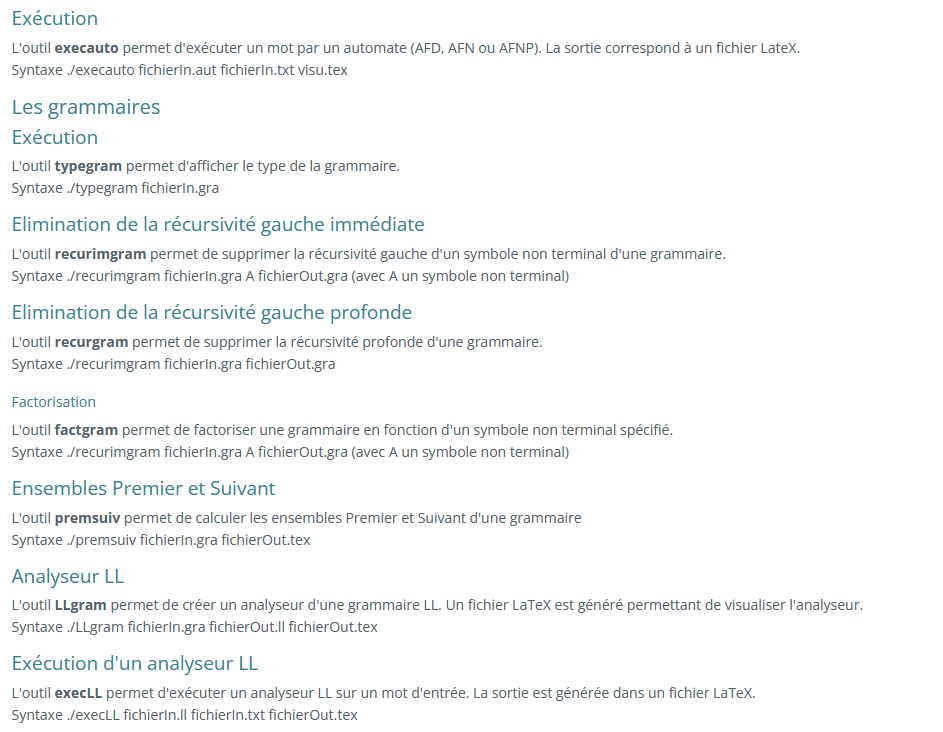 Exécution
L'outil execauto permet d'exécuter un mot par un automate (AFD, AFN ou AFNP). La sortie correspond à un fichier LateX.
Syntaxe ./execauto fichierIn.aut fichierIn.txt visu.tex
Les grammaires
Exécution
L'outil typegram permet d'afficher le type de la grammaire.
Syntaxe ./typegram fichierIn.gra
Elimination de la récursivité gauche immédiate
L'outil recurimgram permet de supprimer la récursivité gauche d'un symbole non terminal d'une grammaire.
Syntaxe ./recurimgram fichierIn.gra A fichierOut.gra (avec A un symbole non terminal)
Elimination de la récursivité gauche profonde
L'outil recurgram permet de supprimer la récursivité profonde d'une grammaire.
Syntaxe ./recurimgram fichierIn.gra fichierOut.gra
Factorisation
L'outil factgram permet de factoriser une grammaire en fonction d'un symbole non terminal spécifié.
Syntaxe ./recurimgram fichierIn.gra A fichierOut.gra (avec A un symbole non terminal)
Ensembles Premier et Suivant
L'outil premsuiv permet de calculer les ensembles Premier et Suivant d'une grammaire
Syntaxe ./premsuiv fichierIn.gra fichierOut.tex
Analyseur LL
L'outil LLgram permet de créer un analyseur d'une grammaire LL. Un fichier LaTeX est généré permettant de visualiser l'analyseur.
Syntaxe ./LLgram fichierIn.gra fichierOut.ll fichierOut.tex
Exécution d'un analyseur LL
L'outil execLL permet d'exécuter un analyseur LL sur un mot d'entrée. La sortie est générée dans un fichier LaTeX.
Syntaxe ./execLL fichierIn.ll fichierIn.txt fichierOut.tex